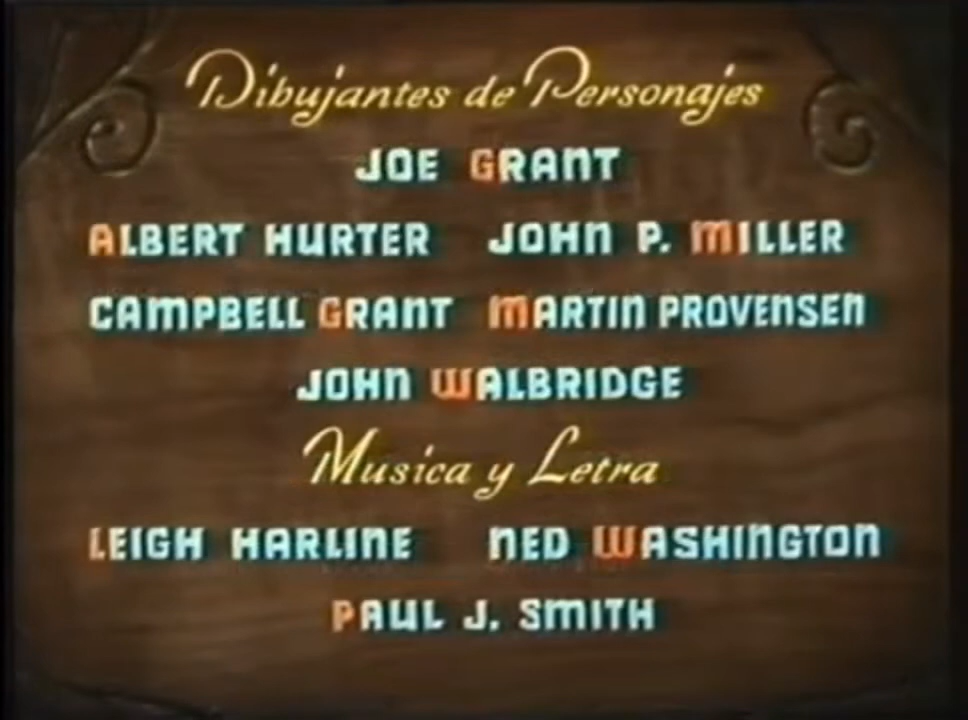 Dibujantes de Personajes
JOE GRANT
ALBERT HURTER JOHN P. MILLER
CAMPBELL GRANT MARTIN PROVENSEN
JOHN WALBRIDGE
Musica y Letra
LEIGH HARLINE NED WASHINGTON
PAUL J. SMITH